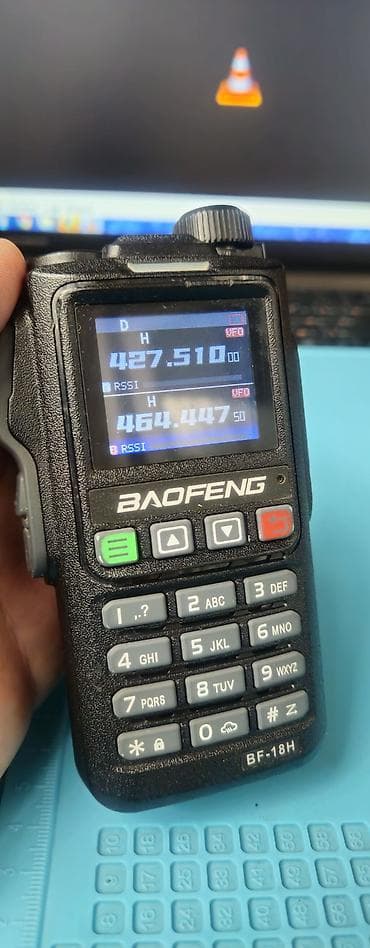 D
H VFO
427.510 00
RSSI
H VFO
464.447 50
B RSSI
BAOFENG
1 ,.? 2 ABC 3 DEF
4 GHI 5 JKL 6 MNO
7 PQRS 8 TUV 9 WXYZ
* 0 #
BF-18H